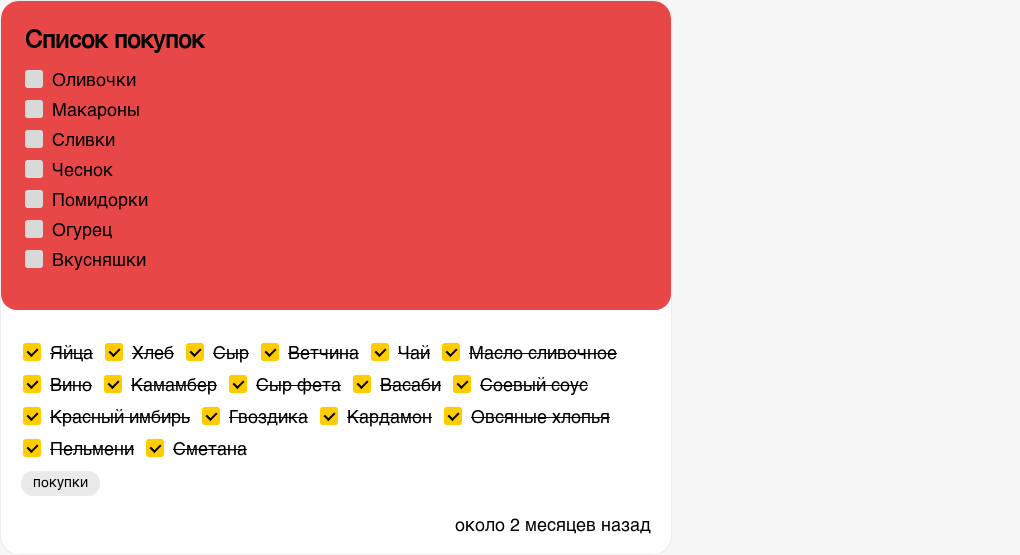 Список покупок
Оливочки
Макароны
Сливки
Чеснок
Помидорки
Огурец
Вкусняшки
Яйца Хлеб Сыр Ветчина Чай Масло сливочное
Вино Камамбер Сыр фета Васаби Соевый соус
Красный имбирь Гвоздика Кардамон Овсяные хлопья
Пельмени Сметана
покупки
около 2 месяцев назад